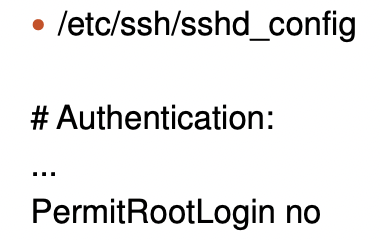 • /etc/ssh/sshd_config
# Authentication:
...
PermitRootLogin no